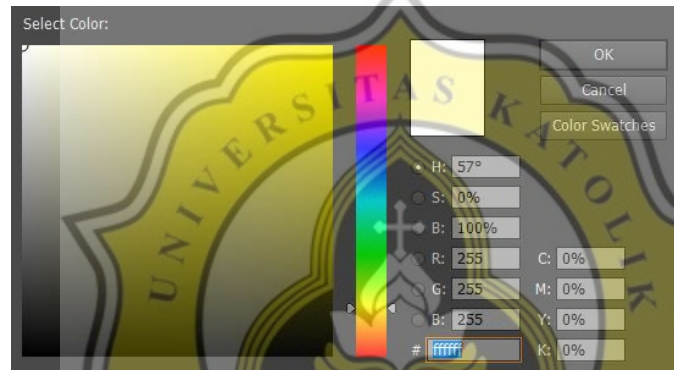 Select Color:
OK
Cancel
Color Swatches
UNIVERSITAS KATOLIK
H: 57°
S: 0%
B: 100%
R: 255
C: 0%
G: 255
M: 0%
B: 255
Y: 0%
# ffffff
K: 0%